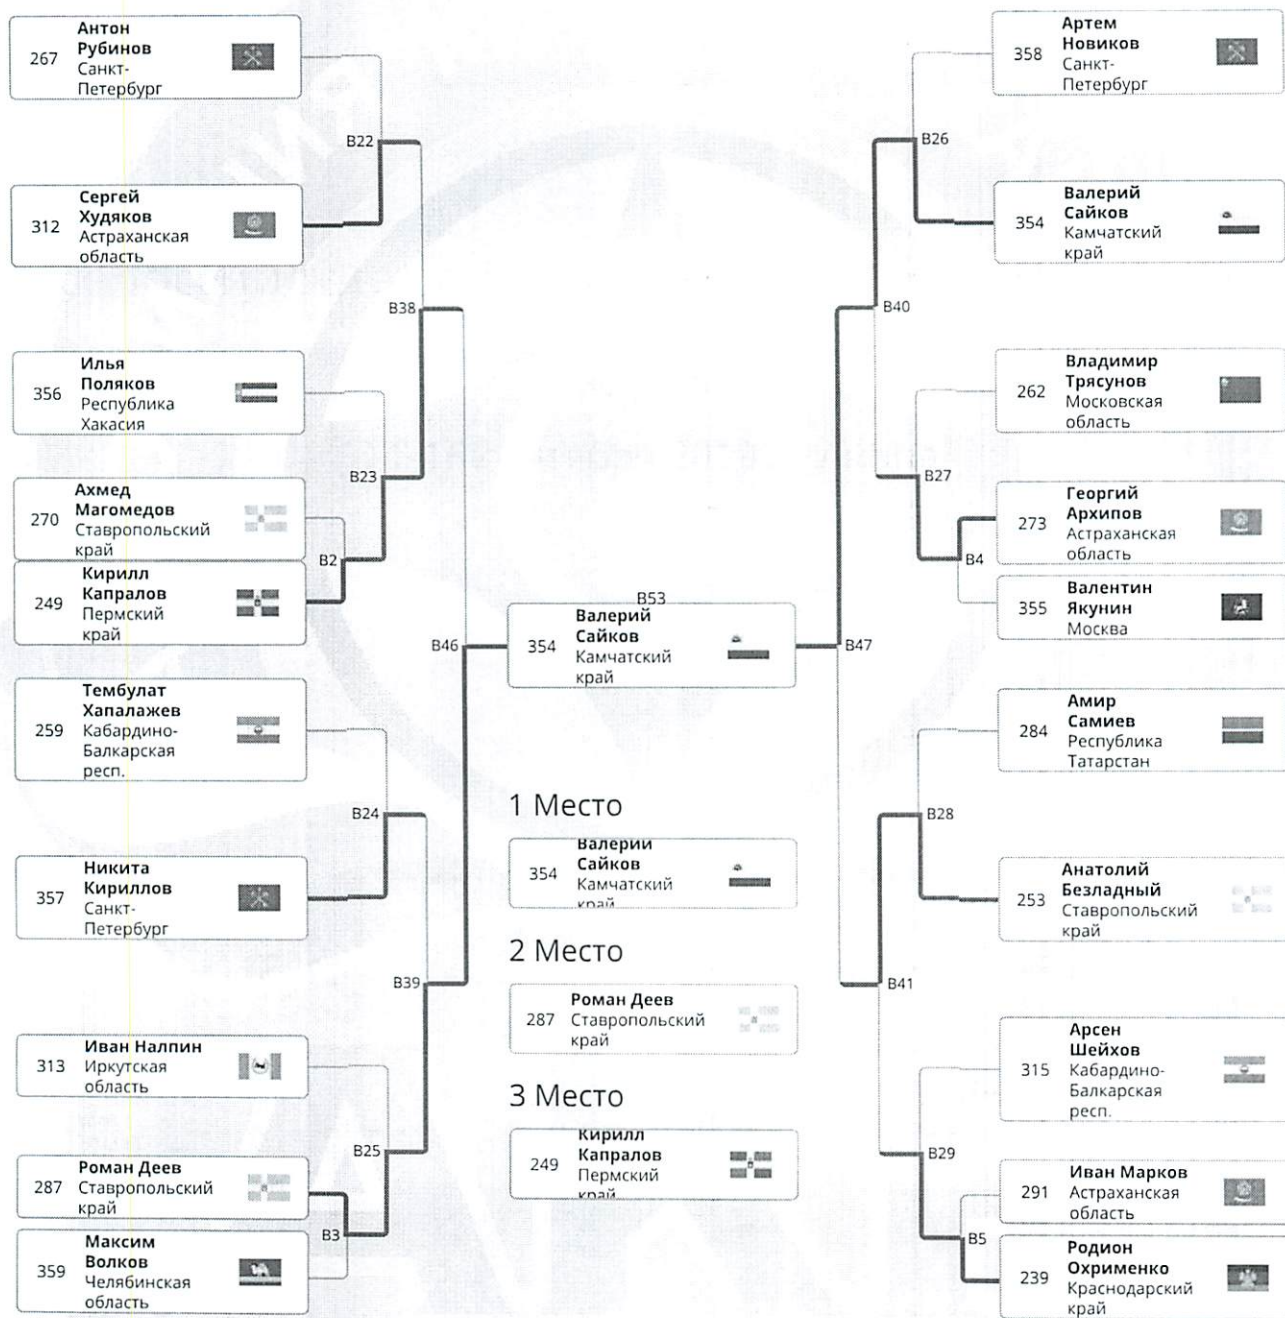 267
Антон
Рубинов
Санкт-
Петербург
B22
312
Сергей
Худяков
Астраханская
область
B38
356
Илья
Поляков
Республика
Хакасия
B23
270
Ахмед
Магомедов
Ставропольский
край
B2
249
Кирилл
Капралов
Пермский
край
B46
259
Тембулат
Хапалажев
Кабардино-
Балкарская
респ.
B24
357
Никита
Кириллов
Санкт-
Петербург
B39
313
Иван Налпин
Иркутская
область
B25
287
Роман Деев
Ставропольский
край
B3
359
Максим
Волков
Челябинская
область
B53
354
Валерий
Сайков
Камчатский
край
1 Место
354
Валерий
Сайков
Камчатский
край
2 Место
287
Роман Деев
Ставропольский
край
3 Место
249
Кирилл
Капралов
Пермский
край
358
Артем
Новиков
Санкт-
Петербург
B26
354
Валерий
Сайков
Камчатский
край
B40
262
Владимир
Трясунов
Московская
область
B27
273
Георгий
Архипов
Астраханская
область
B4
355
Валентин
Якунин
Москва
B47
284
Амир
Самиев
Республика
Татарстан
B28
253
Анатолий
Безладный
Ставропольский
край
B41
315
Арсен
Шейхов
Кабардино-
Балкарская
респ.
B29
291
Иван Марков
Астраханская
область
B5
239
Родион
Охрименко
Краснодарский
край